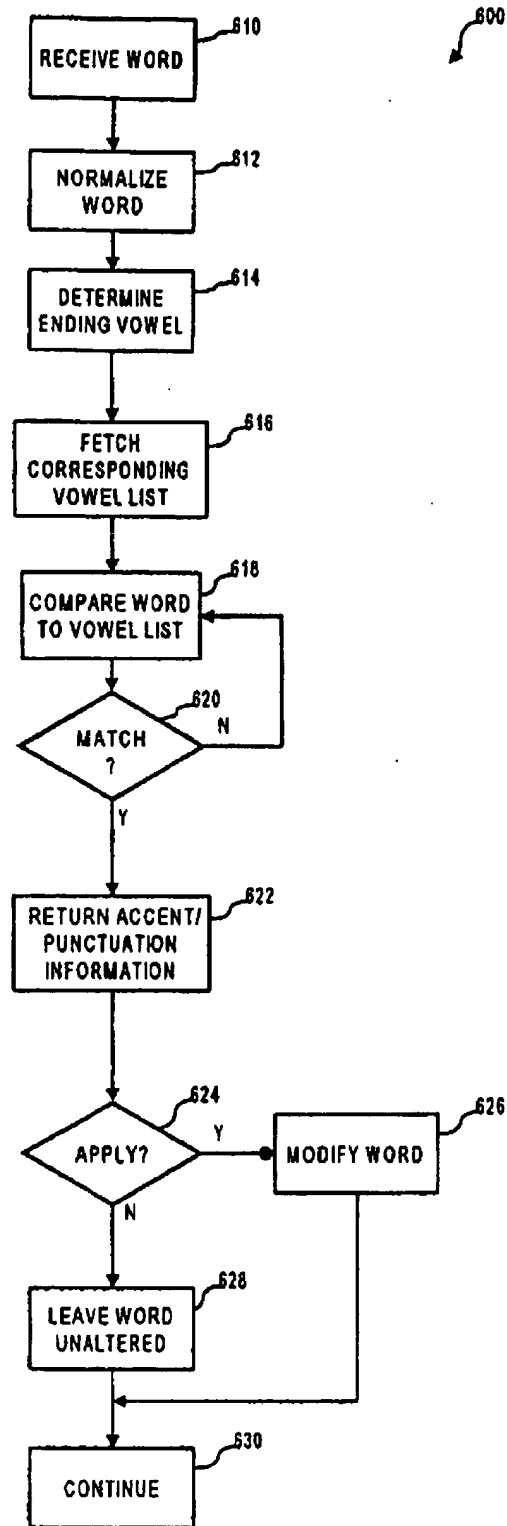 600
610
RECEIVE WORD
612
NORMALIZE
WORD
614
DETERMINE
ENDING VOWEL
616
FETCH
CORRESPONDING
VOWEL LIST
618
COMPARE WORD
TO VOWEL LIST
620
MATCH
?
N
Y
622
RETURN ACCENT/
PUNCTUATION
INFORMATION
624
APPLY?
Y
N
626
MODIFY WORD
628
LEAVE WORD
UNALTERED
630
CONTINUE